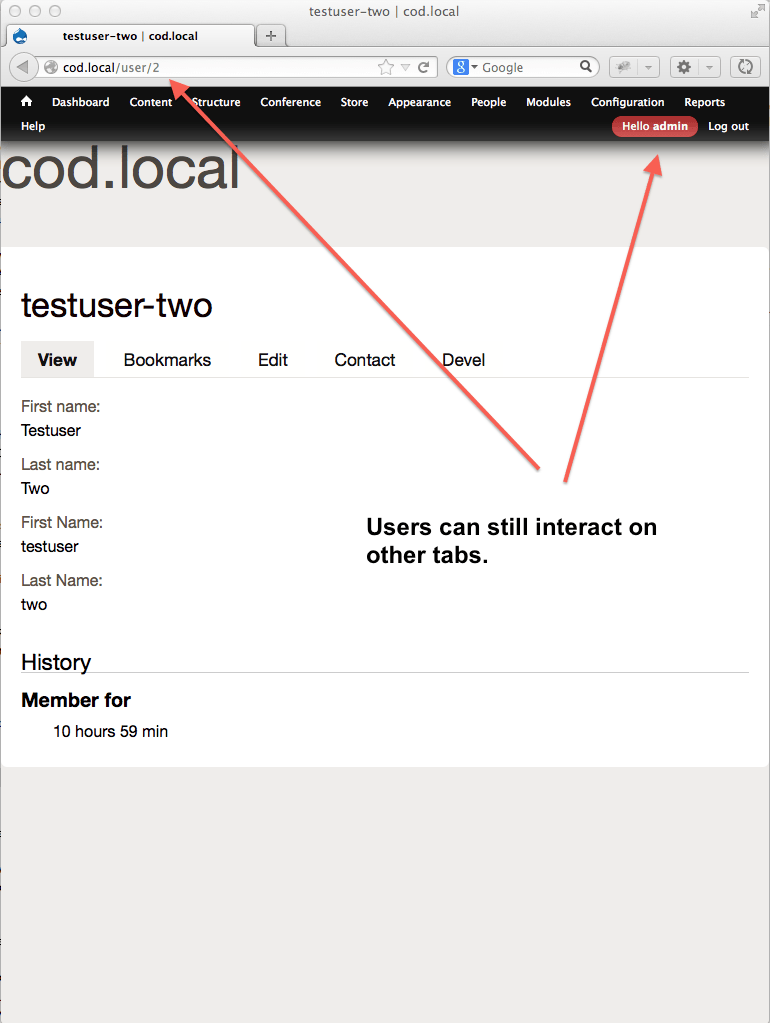 testuser-two | cod.local
testuser-two | cod.local
cod.local/user/2
Google
Dashboard Content Structure Conference Store Appearance People Modules Configuration Reports
Help Hello admin Log out
cod.local
testuser-two
View Bookmarks Edit Contact Devel
First name:
Testuser
Last name:
Two
First Name:
testuser
Last Name:
two
Users can still interact on
other tabs.
History
Member for
10 hours 59 min